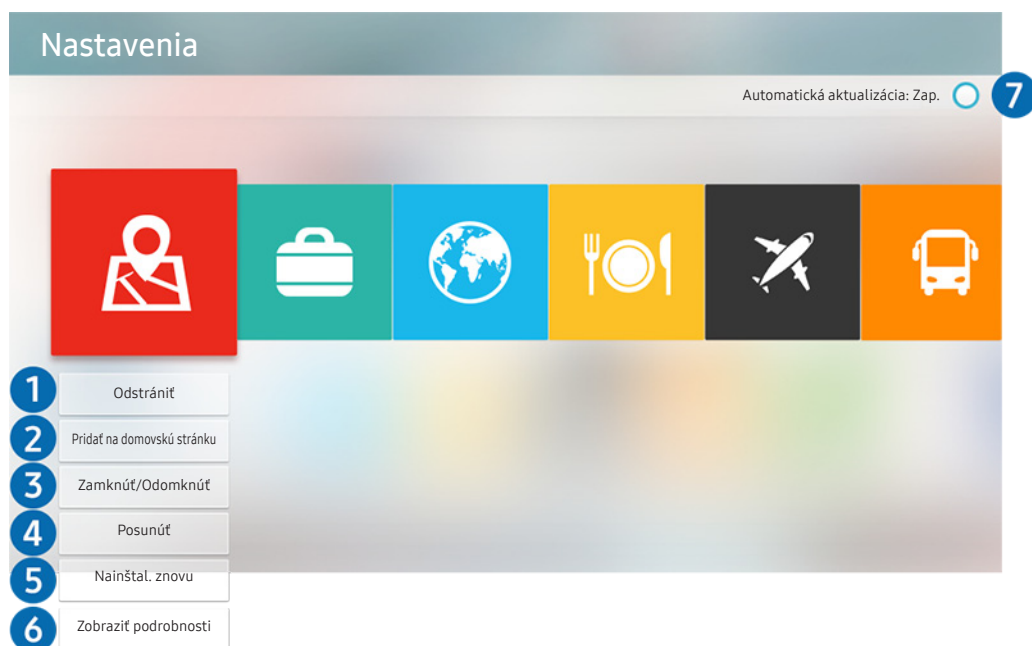 Nastavenia
Automatická aktualizácia: Zap.
7
1
Odstrániť
2
Pridať na domovskú stránku
3
Zamknúť/Odomknúť
4
Posunúť
5
Nainštal. znovu
6
Zobraziť podrobnosti